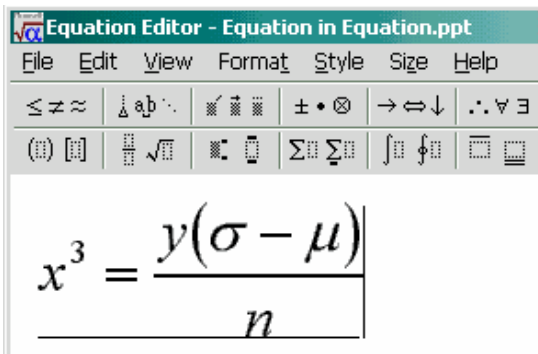 Equation Editor - Equation in Equation.ppt
File Edit View Format Style Size Help
≤ ≠ ≈ ȧ a͎b ⋱ ± • ⊗ → ⇔ ↓ ∴ ∀ ∃
(▯) [▯] √▯ Σ▯ Σ▯ ∫▯ ∮▯
x³ = y(σ − μ) / n